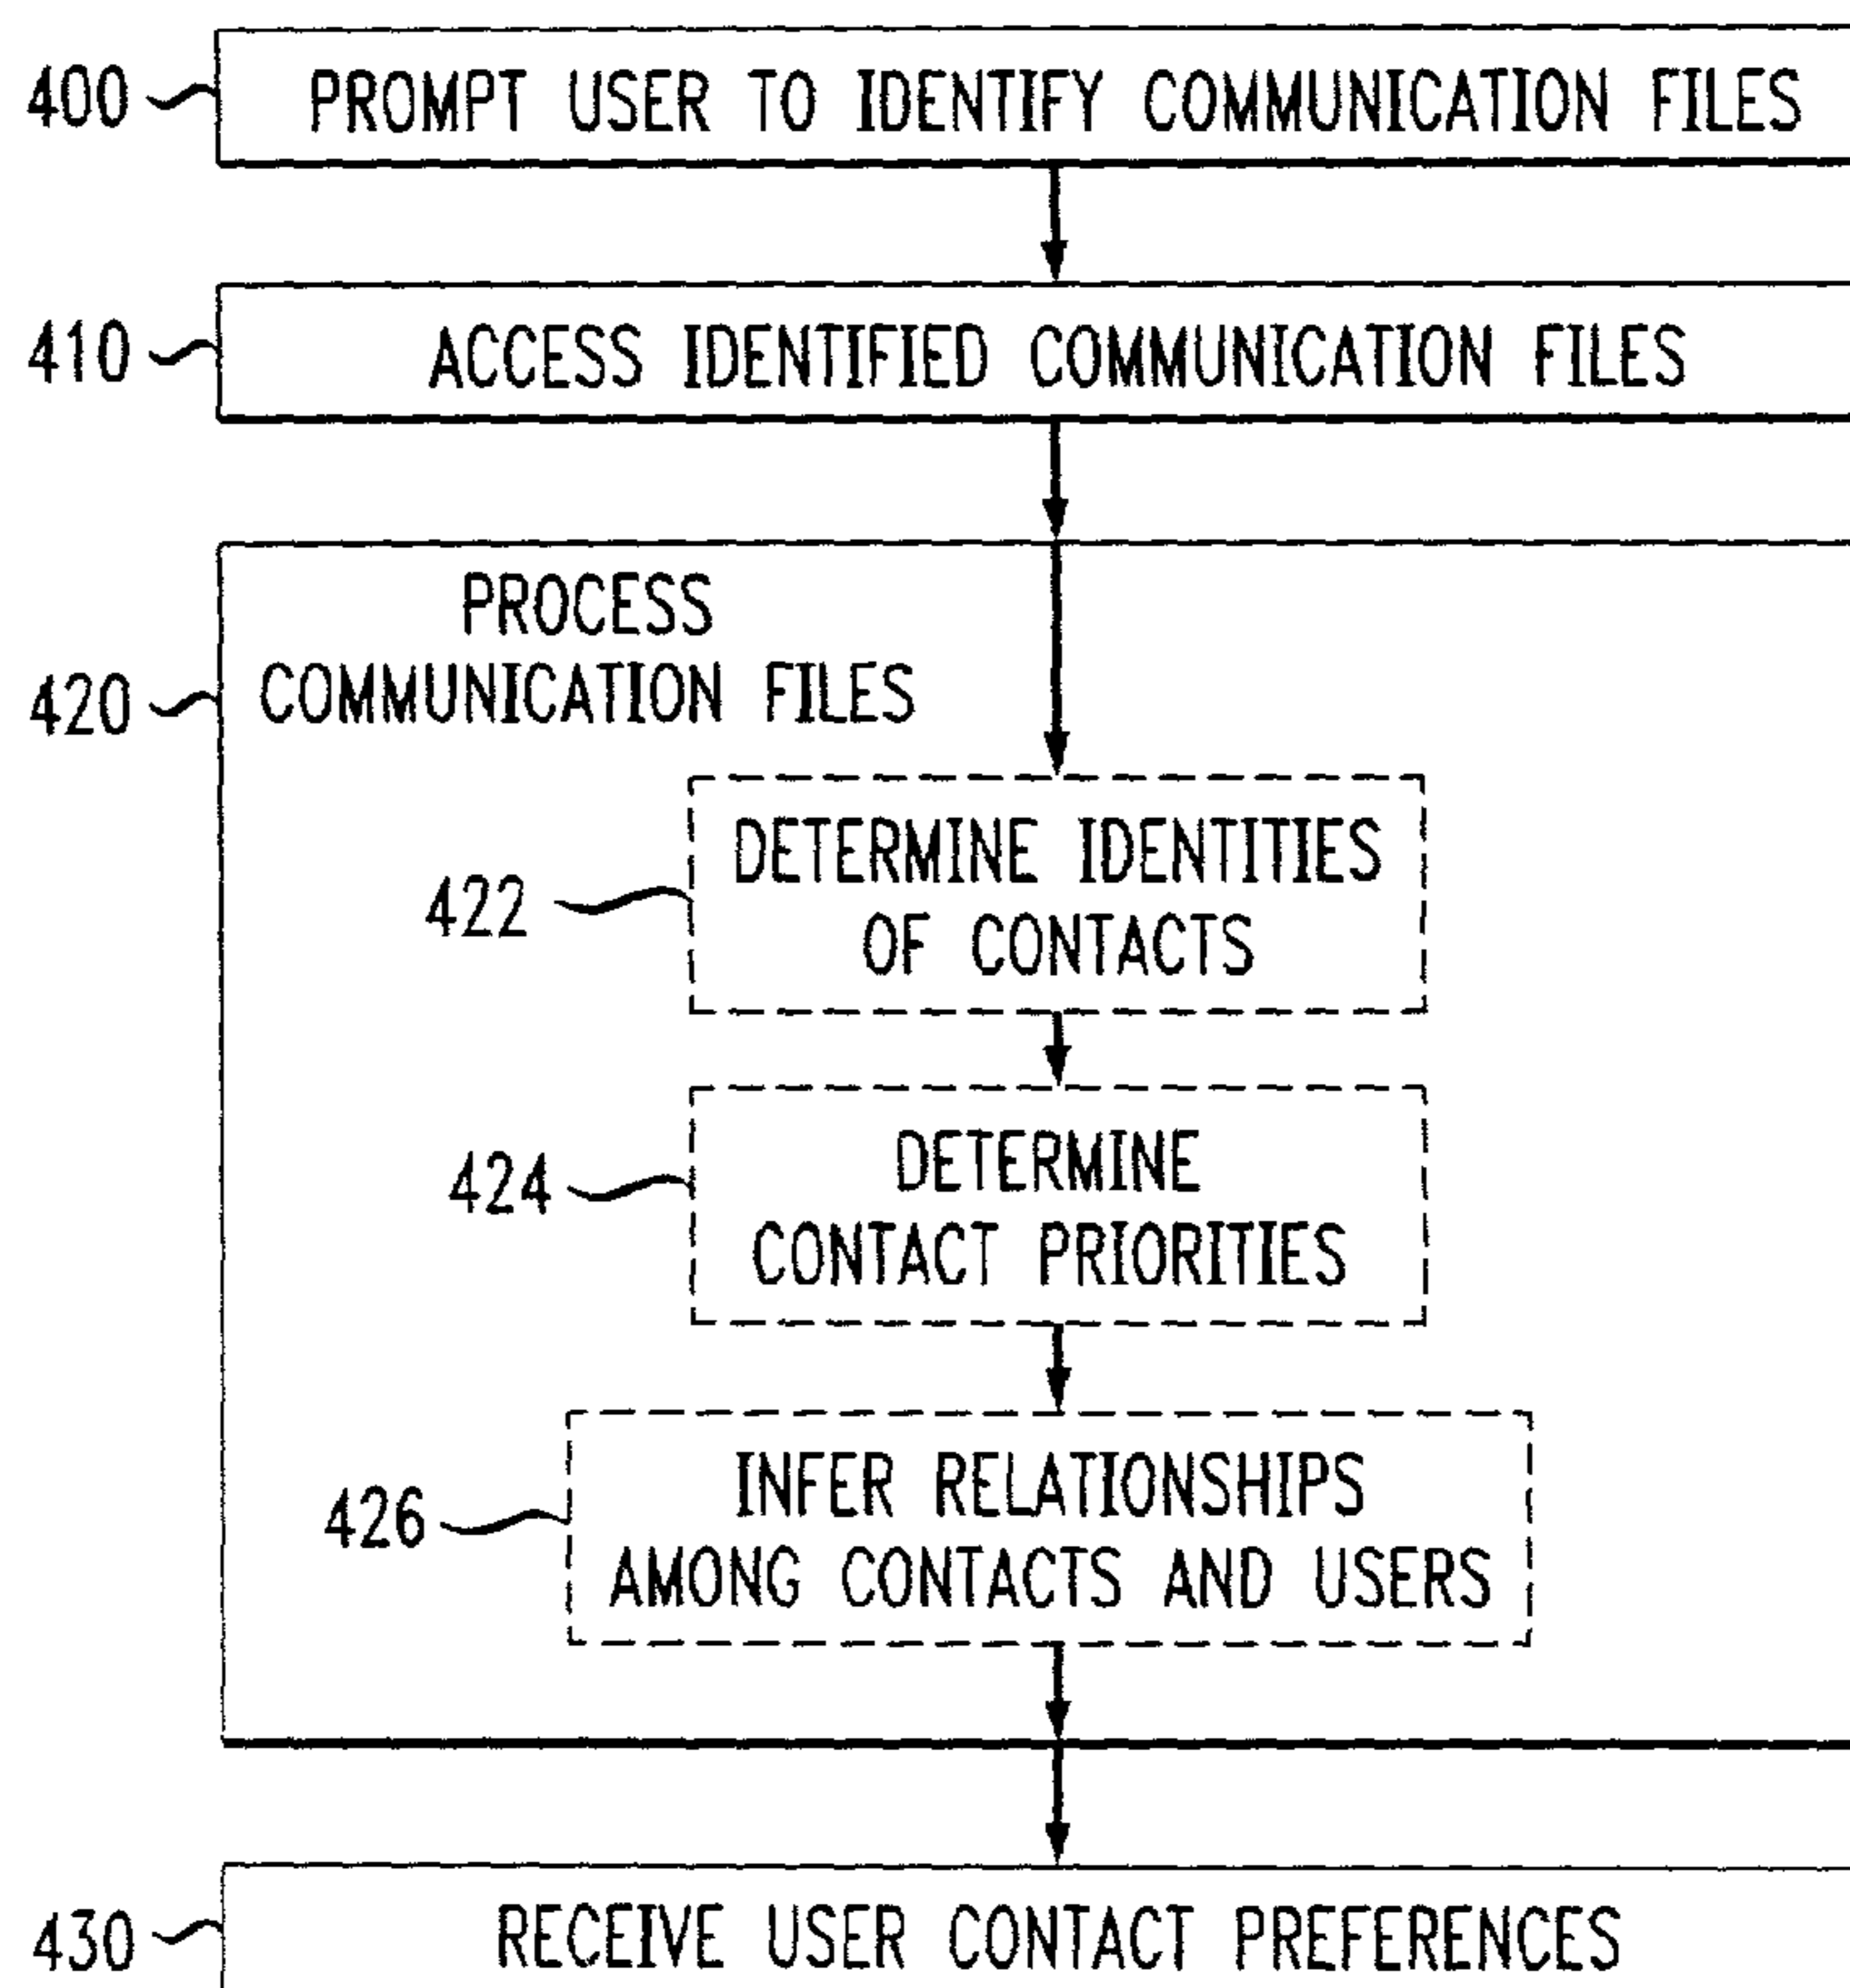 400 PROMPT USER TO IDENTIFY COMMUNICATION FILES
410 ACCESS IDENTIFIED COMMUNICATION FILES
PROCESS
420 COMMUNICATION FILES
DETERMINE IDENTITIES
422
OF CONTACTS
DETERMINE
424
CONTACT PRIORITIES
INFER RELATIONSHIPS
426
AMONG CONTACTS AND USERS
430 RECEIVE USER CONTACT PREFERENCES